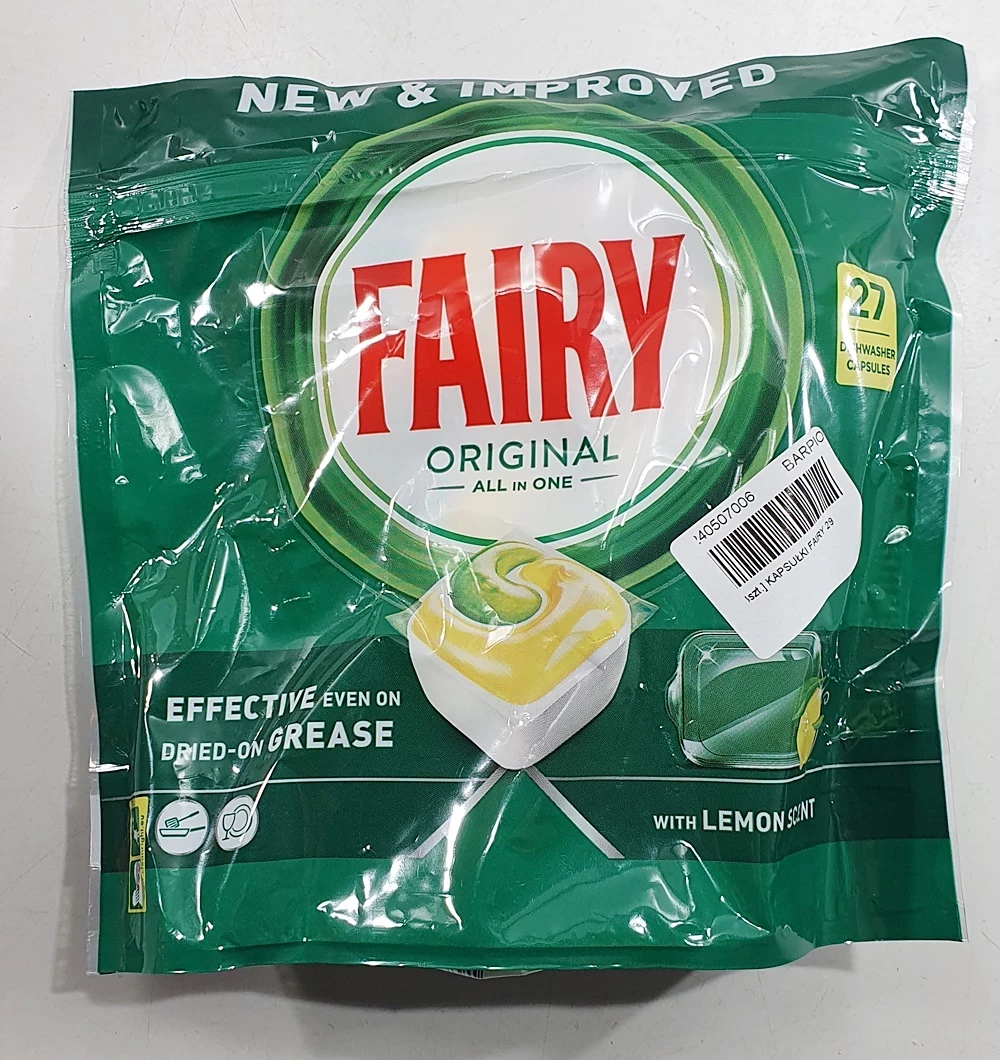 NEW & IMPROVED
FAIRY
ORIGINAL
ALL IN ONE
27
DISHWASHER
CAPSULES
BARPIO
40507006
KAPSUŁKI FAIRY 29
EFFECTIVE EVEN ON
DRIED-ON GREASE
WITH LEMON SCENT